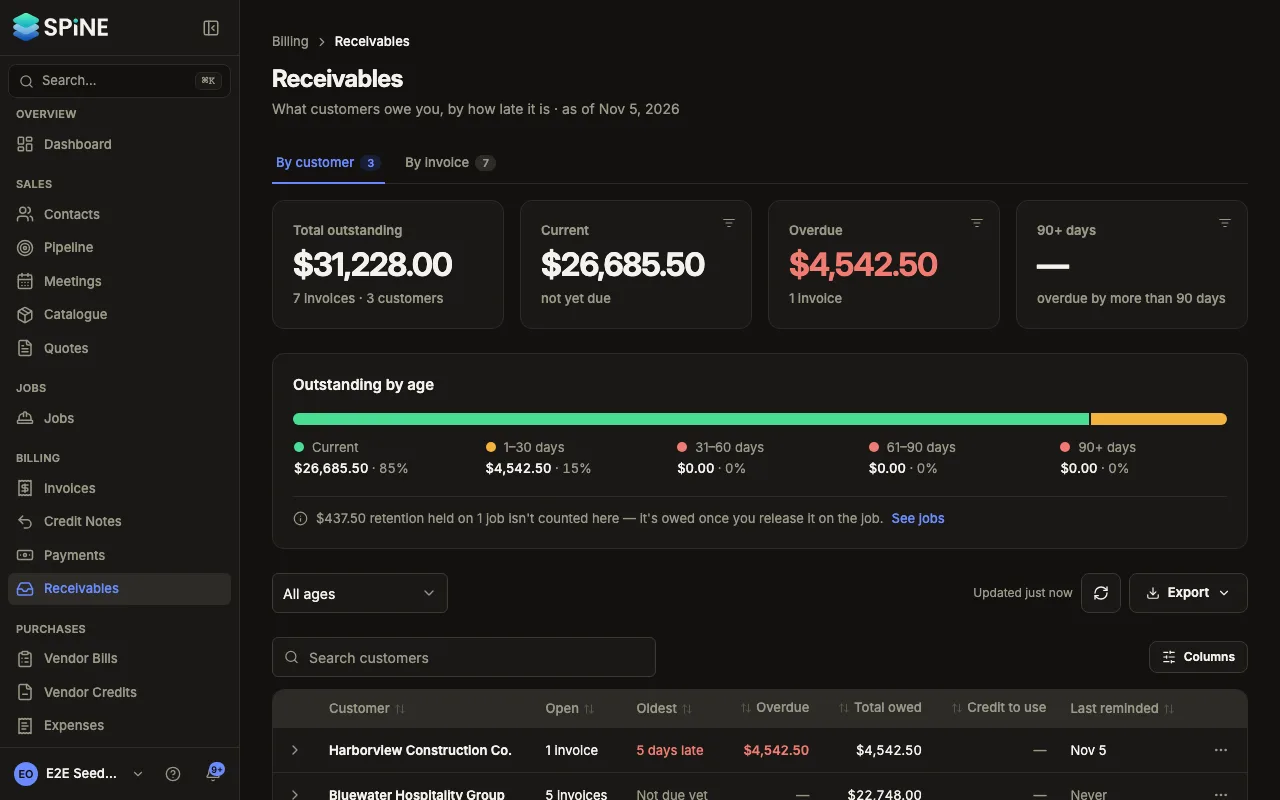 SPiNE
Search... ⌘K
OVERVIEW
Dashboard
SALES
Contacts
Pipeline
Meetings
Catalogue
Quotes
JOBS
Jobs
BILLING
Invoices
Credit Notes
Payments
Receivables
PURCHASES
Vendor Bills
Vendor Credits
Expenses
EO E2E Seed... 9+
Billing > Receivables
Receivables
What customers owe you, by how late it is · as of Nov 5, 2026
By customer 3 By invoice 7
Total outstanding
$31,228.00
7 invoices · 3 customers
Current
$26,685.50
not yet due
Overdue
$4,542.50
1 invoice
90+ days
—
overdue by more than 90 days
Outstanding by age
Current 1–30 days 31–60 days 61–90 days 90+ days
$26,685.50 · 85% $4,542.50 · 15% $0.00 · 0% $0.00 · 0% $0.00 · 0%
$437.50 retention held on 1 job isn't counted here — it's owed once you release it on the job. See jobs
All ages Updated just now Export
Search customers Columns
Customer Open Oldest Overdue Total owed Credit to use Last reminded
Harborview Construction Co. 1 invoice 5 days late $4,542.50 $4,542.50 — Nov 5
Bluewater Hospitality Group 5 invoices Not due yet — $22,748.00 — Never